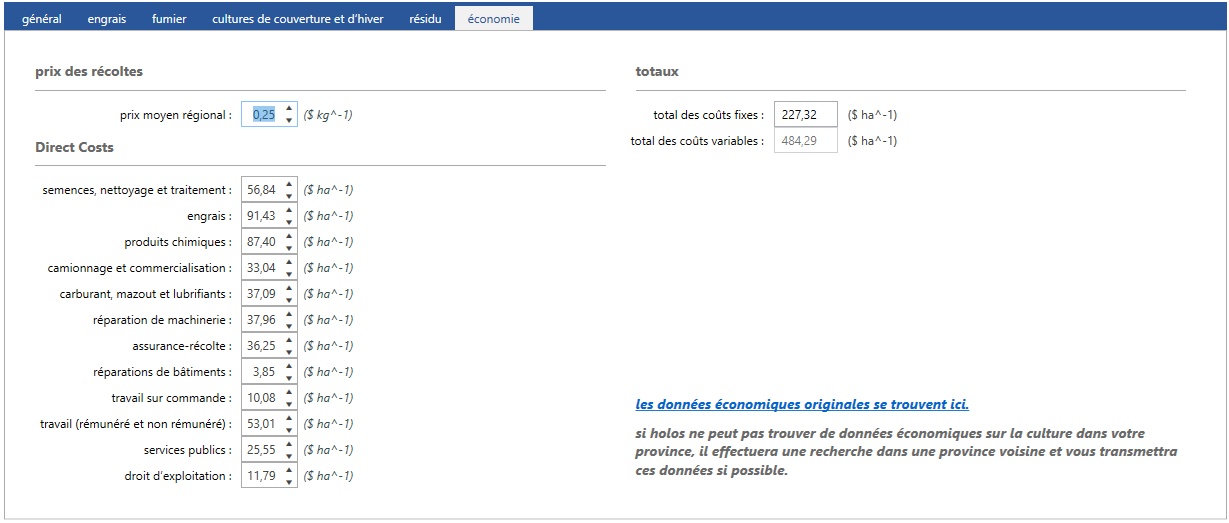 général engrais fumier cultures de couverture et d'hiver résidu économie
prix des récoltes
prix moyen régional : 0,25 ($ kg^-1)
Direct Costs
semences, nettoyage et traitement : 56,84 ($ ha^-1)
engrais : 91,43 ($ ha^-1)
produits chimiques : 87,40 ($ ha^-1)
camionnage et commercialisation : 33,04 ($ ha^-1)
carburant, mazout et lubrifiants : 37,09 ($ ha^-1)
réparation de machinerie : 37,96 ($ ha^-1)
assurance-récolte : 36,25 ($ ha^-1)
réparations de bâtiments : 3,85 ($ ha^-1)
travail sur commande : 10,08 ($ ha^-1)
travail (rémunéré et non rémunéré) : 53,01 ($ ha^-1)
services publics : 25,55 ($ ha^-1)
droit d'exploitation : 11,79 ($ ha^-1)
totaux
total des coûts fixes : 227,32 ($ ha^-1)
total des coûts variables : 484,29 ($ ha^-1)
les données économiques originales se trouvent ici.
si holos ne peut pas trouver de données économiques sur la culture dans votre
province, il effectuera une recherche dans une province voisine et vous transmettra
ces données si possible.